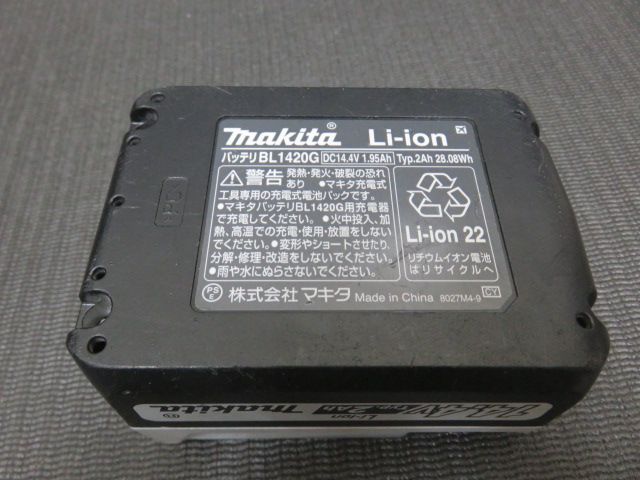 makita® Li-ion
バッテリBL1420G DC14.4V 1.95Ah Typ.2Ah 28.08Wh
警告 発熱・発火・破裂の恐れ
あり ●マキタ充電式
工具専用の充電式電池パックです。
●マキタバッテリBL1420G用充電器
で充電してください。●火中投入、加
熱、高温での充電・使用・放置をしない
でください。●変形やショートさせたり、
分解・修理・改造をしないでください。
●雨や水にぬらさないでください。
Li-ion 22
リチウムイオン電池
はリサイクルへ
PS
E 株式会社マキタ Made in China 8027M4-9 CY
makita
Li-ion
14.4V 2Ah